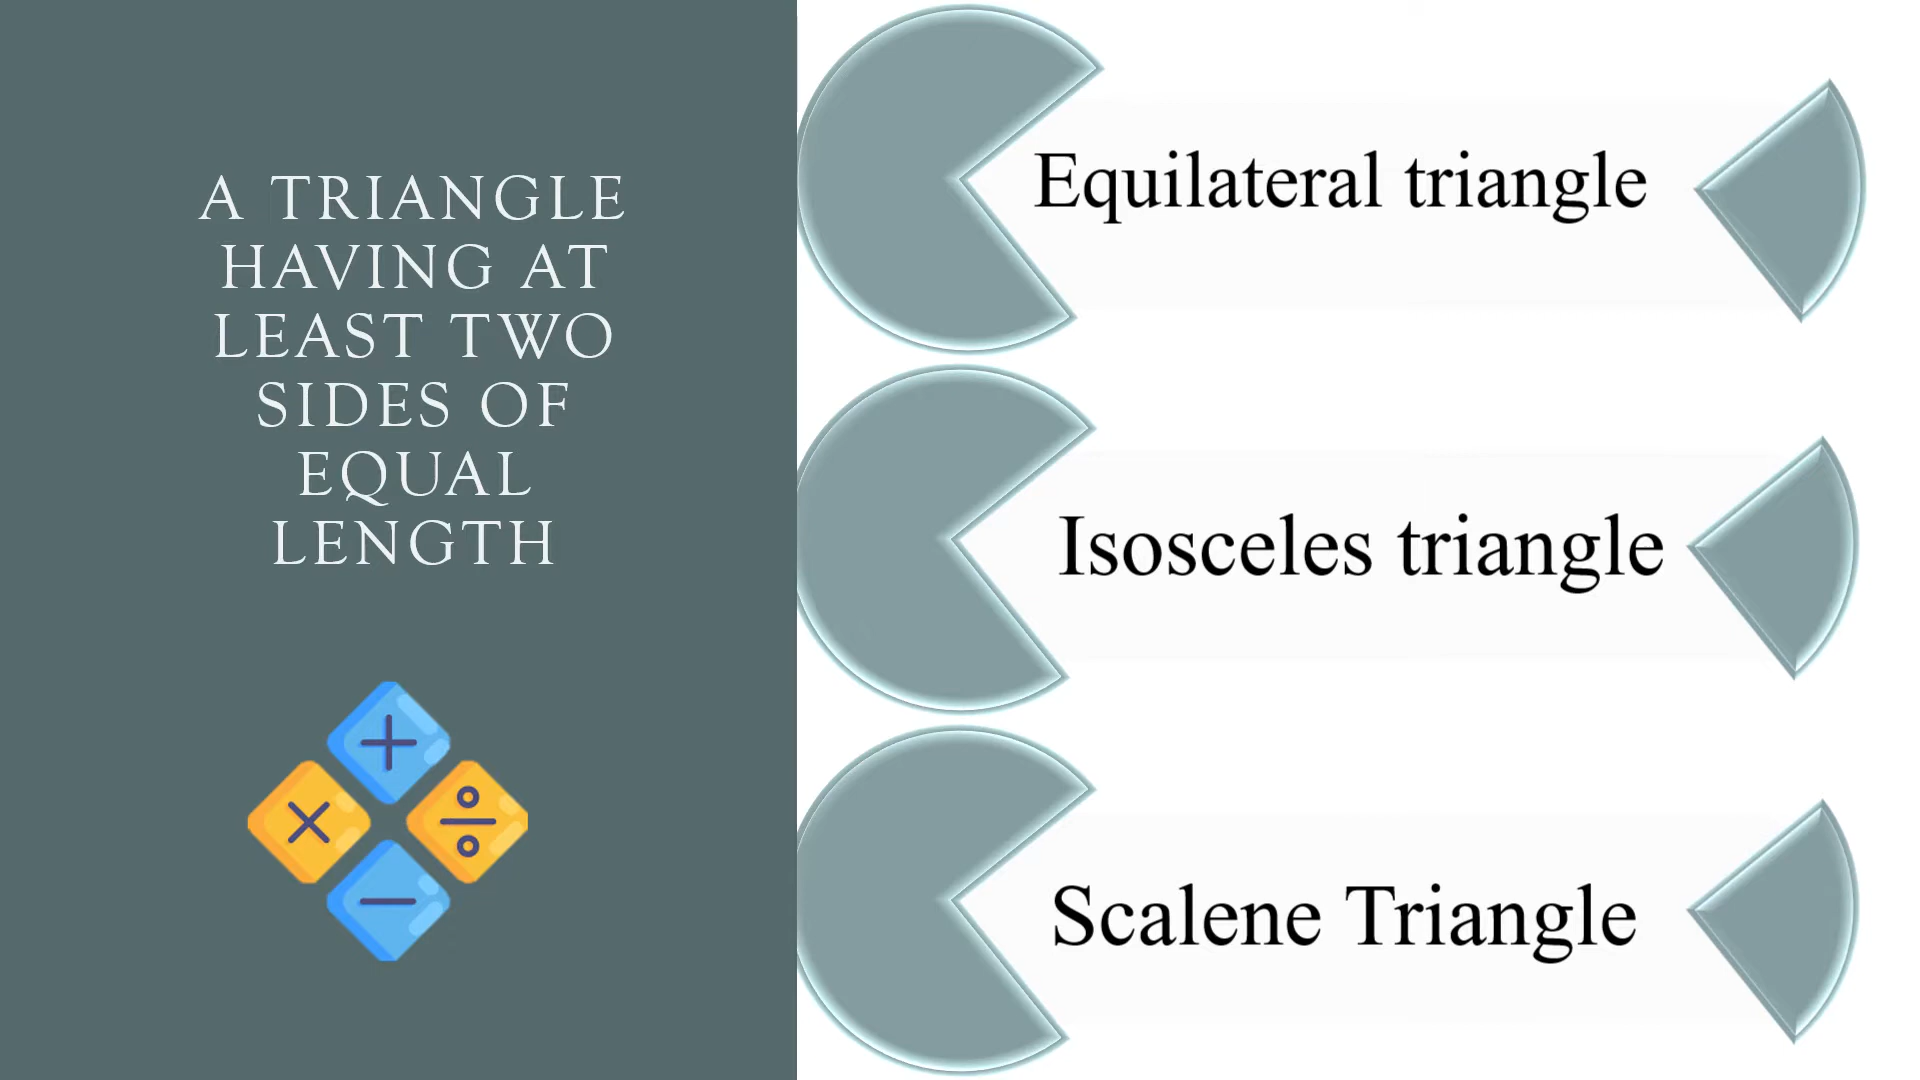 A TRIANGLE
HAVING AT
LEAST TWO
SIDES OF
EQUAL
LENGTH
Equilateral triangle
Isosceles triangle
Scalene Triangle